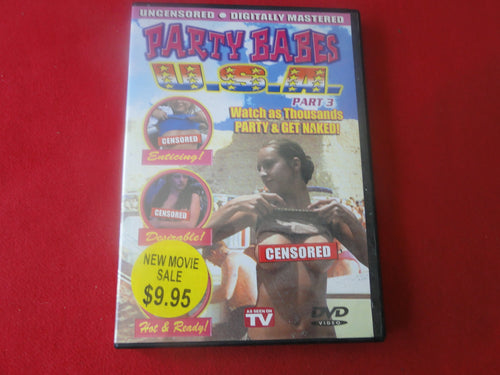 UNCENSORED • DIGITALLY MASTERED
PARTY BABES
U.S.A.
PART 3
Watch as Thousands
PARTY & GET NAKED!
CENSORED
Enticing!
CENSORED
Desirable!
CENSORED
NEW MOVIE
SALE
$9.95
Hot & Ready!
AS SEEN ON
TV
DVD
VIDEO